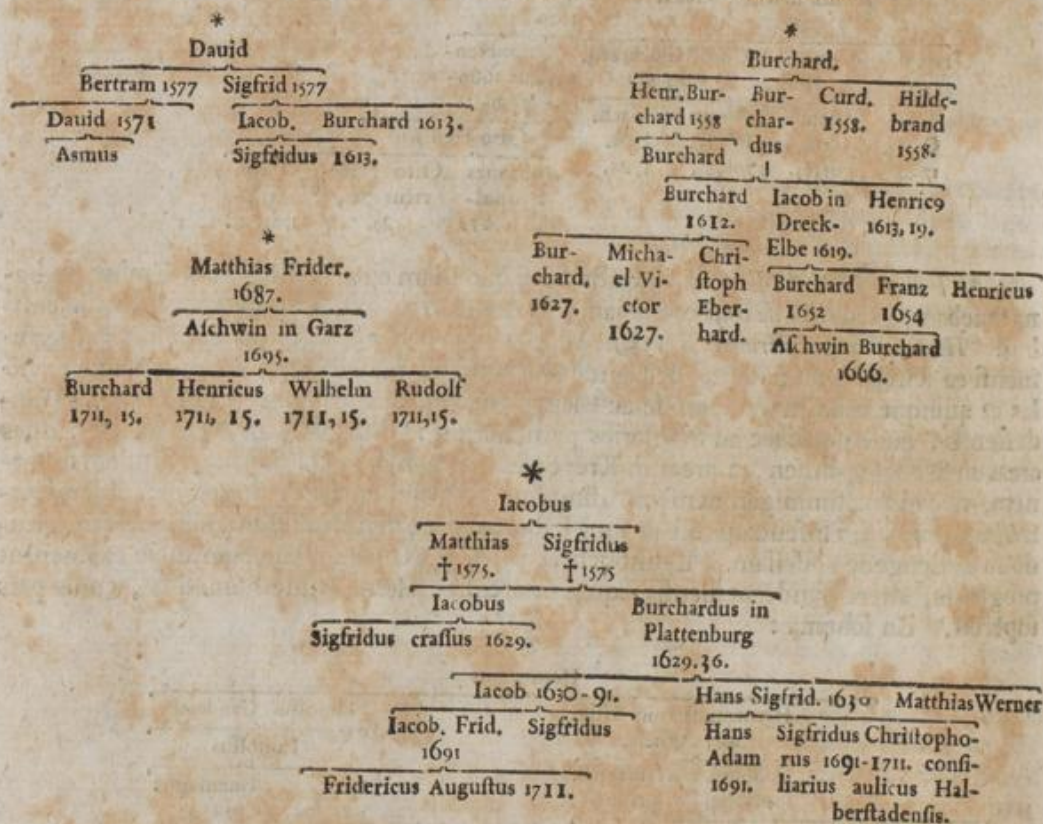 *
Dauid
Bertram 1577 Sigfrid 1577
Dauid 1571 Iacob. Burchard 1613.
Asmus Sigfridus 1613.
*
Burchard.
Henr. Bur- Bur- Curd. Hilde-
chard 1558 char- 1558. brand
Burchard dus 1558.
Burchard Iacob in Henricꝰ
1612. Dreck- 1613, 19.
Elbe 1619.
Bur- Micha- Chri-
chard, el Vi- ſtoph
1627. ctor Eber-
1627. hard.
Burchard Franz Henricus
1652 1654
Aſchwin Burchard
1666.
*
Matthias Frider.
1687.
Aſchwin in Garz
1695.
Burchard Henricus Wilhelm Rudolf
1711, 15. 1711, 15. 1711, 15. 1711, 15.
*
Iacobus
Matthias Sigfridus
† 1575. † 1575
Iacobus Burchardus in
Sigfridus craſſus 1629. Plattenburg
1629. 36.
Iacob 1630-91. Hans Sigfrid. 1630 Matthias Werner
Iacob. Frid. Sigfridus
1691
Fridericus Auguſtus 1711.
Hans Sigfridus Chriſtopho-
Adam rus 1691-1711. conſi-
1691. liarius aulicus Hal-
berſtadenſis.